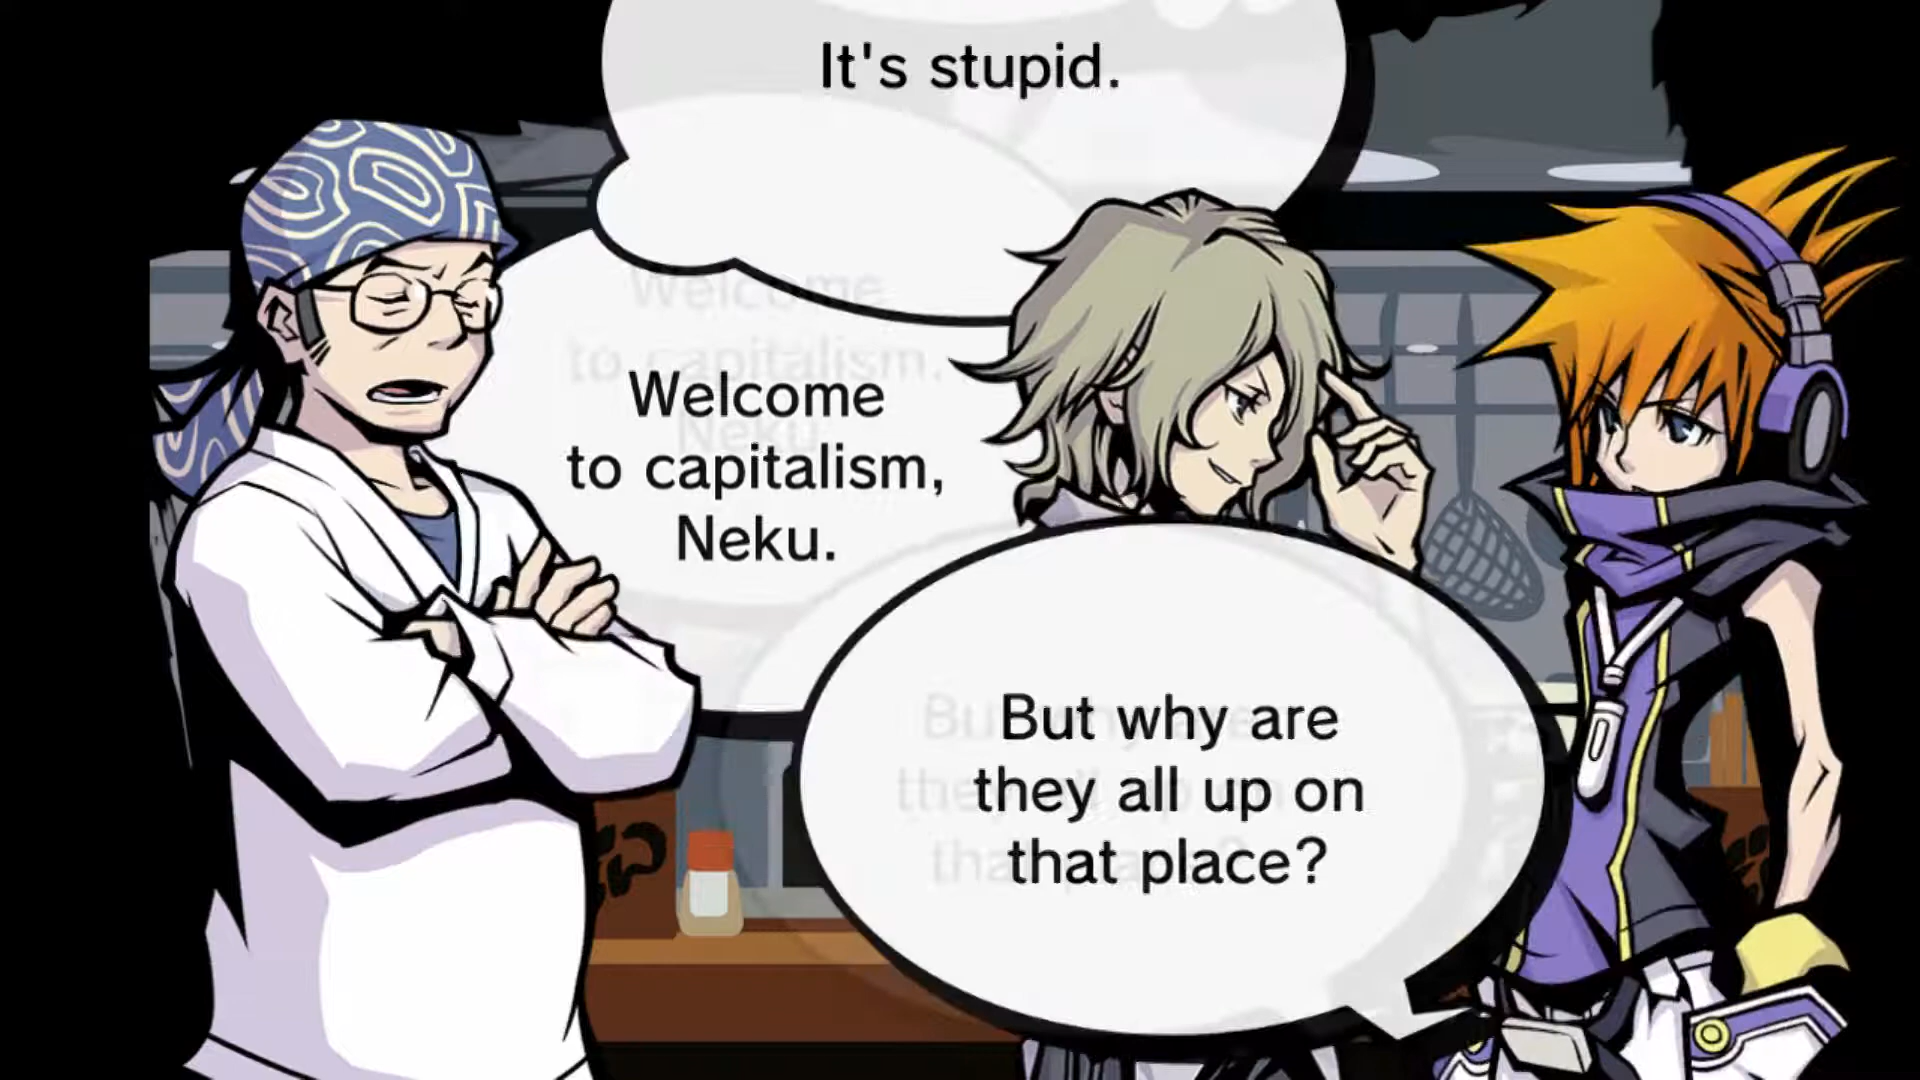 It's stupid.
Welcome
to capitalism,
Neku.
But why are
they all up on
that place?